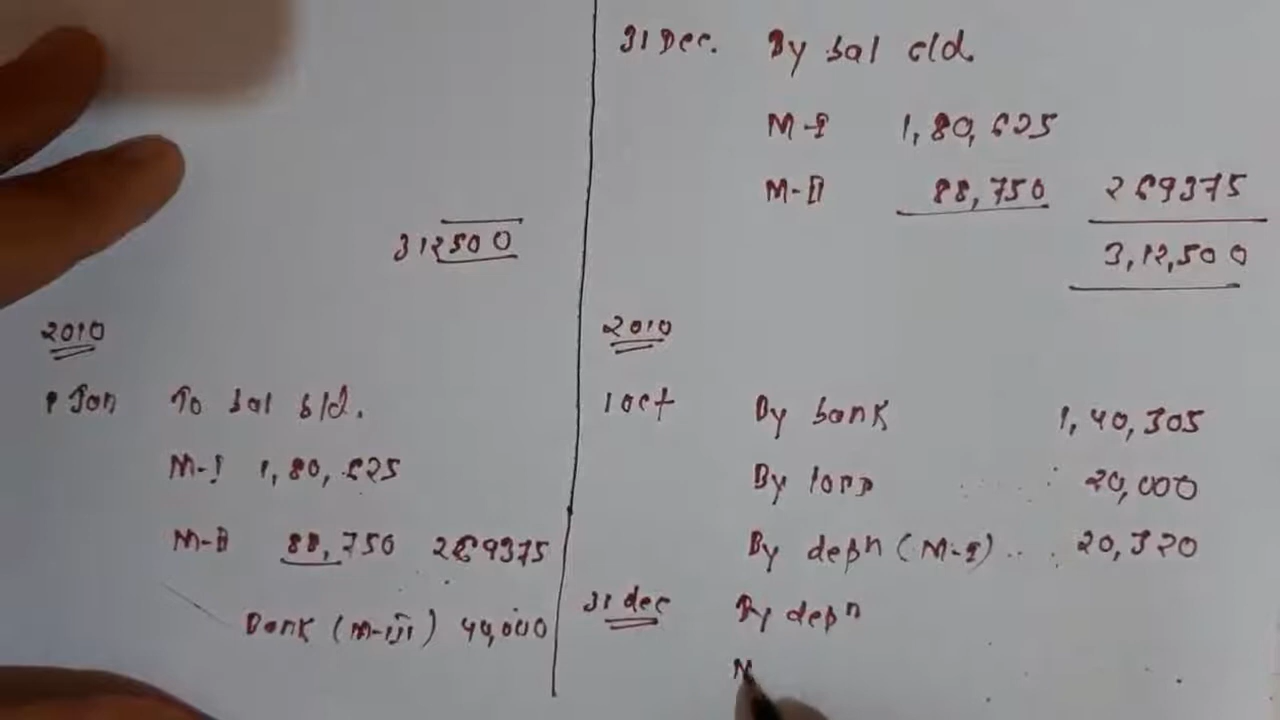 31 Dec. By bal c/d.
M-I 1,80,625
M-II 88,750 269375
312500 3,12,500
2010
1 Jan To bal b/d.
M-I 1,80,625
M-II 88,750 269375
Bank (M-III) 40,000
2010
1 oct By bank 1,40,305
By loss 20,000
By depn (M-I) .. . 20,320
31 dec By depn
M